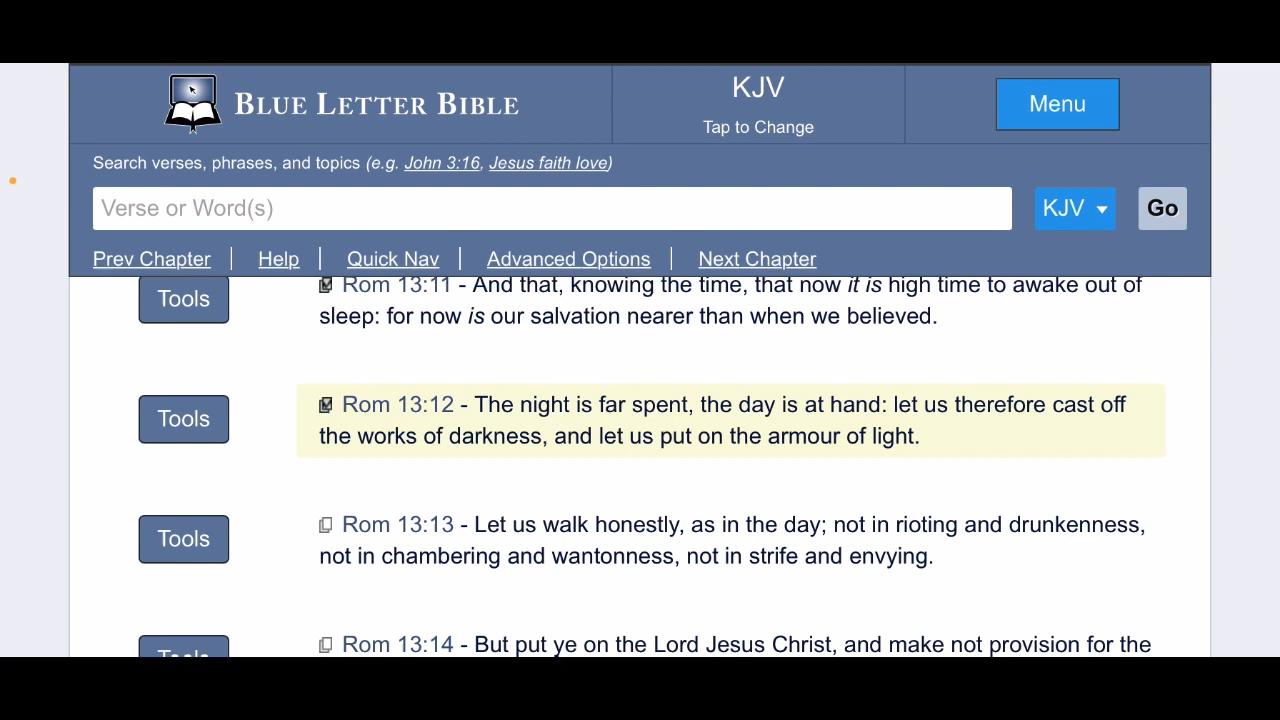 BLUE LETTER BIBLE
KJV
Tap to Change
Menu
Search verses, phrases, and topics (e.g. John 3:16, Jesus faith love)
Verse or Word(s)
KJV
Go
Prev Chapter
Help
Quick Nav
Advanced Options
Next Chapter
Tools
Rom 13:11 - And that, knowing the time, that now it is high time to awake out of
sleep: for now is our salvation nearer than when we believed.
Tools
Rom 13:12 - The night is far spent, the day is at hand: let us therefore cast off
the works of darkness, and let us put on the armour of light.
Tools
Rom 13:13 - Let us walk honestly, as in the day; not in rioting and drunkenness,
not in chambering and wantonness, not in strife and envying.
Tools
Rom 13:14 - But put ye on the Lord Jesus Christ, and make not provision for the